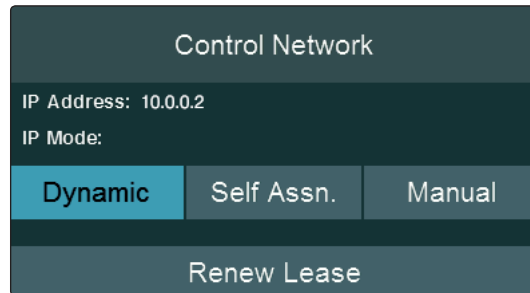 Control Network
IP Address: 10.0.0.2
IP Mode:
Dynamic Self Assn. Manual
Renew Lease